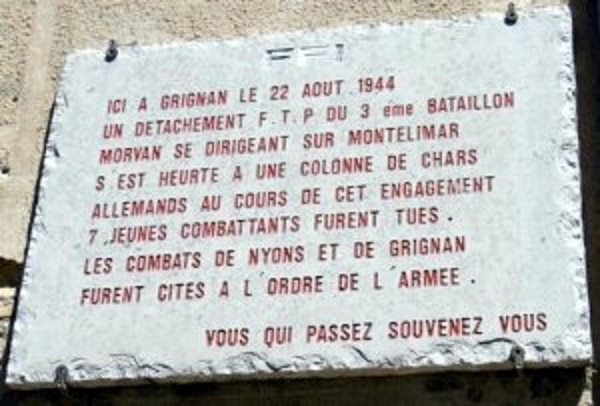 ICI A GRIGNAN LE 22 AOUT 1944
UN DETACHEMENT F.T.P DU 3 éme BATAILLON
MORVAN SE DIRIGEANT SUR MONTELIMAR
S'EST HEURTE A UNE COLONNE DE CHARS
ALLEMANDS AU COURS DE CET ENGAGEMENT
7 JEUNES COMBATTANTS FURENT TUES.
LES COMBATS DE NYONS ET DE GRIGNAN
FURENT CITES A L'ORDRE DE L'ARMEE.
VOUS QUI PASSEZ SOUVENEZ VOUS